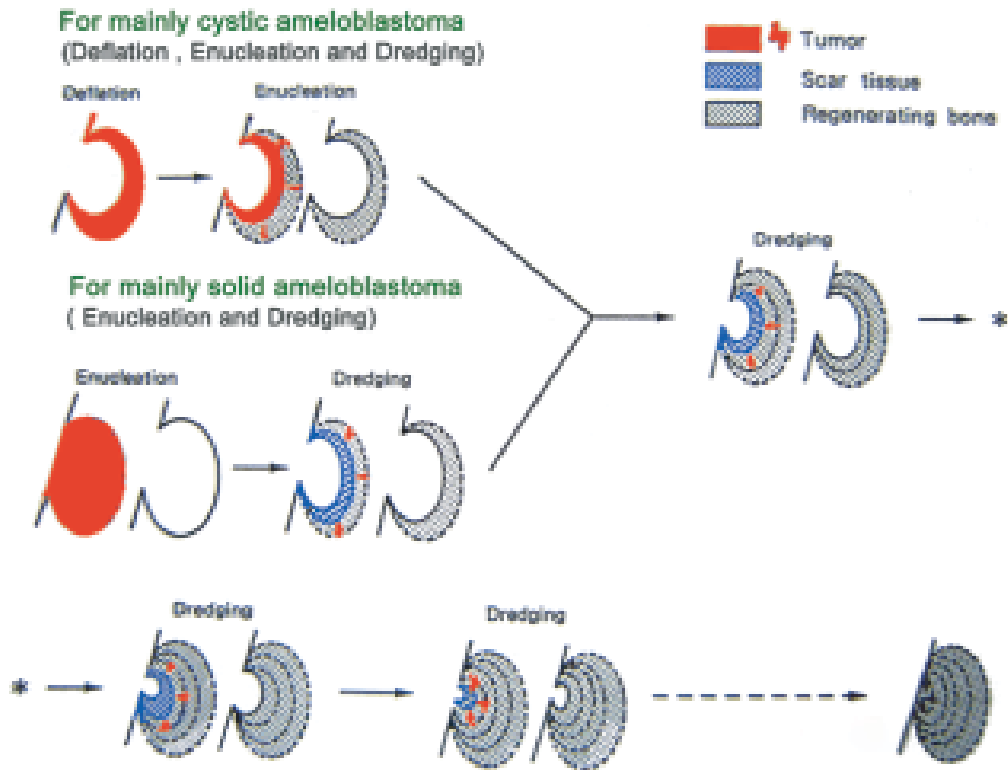 For mainly cystic ameloblastoma
(Deflation , Enucleation and Dredging)
Tumor
Scar tissue
Regenerating bone
Deflation
Enucleation
Dredging
*
For mainly solid ameloblastoma
( Enucleation and Dredging)
Enucleation
Dredging
Dredging
Dredging
*